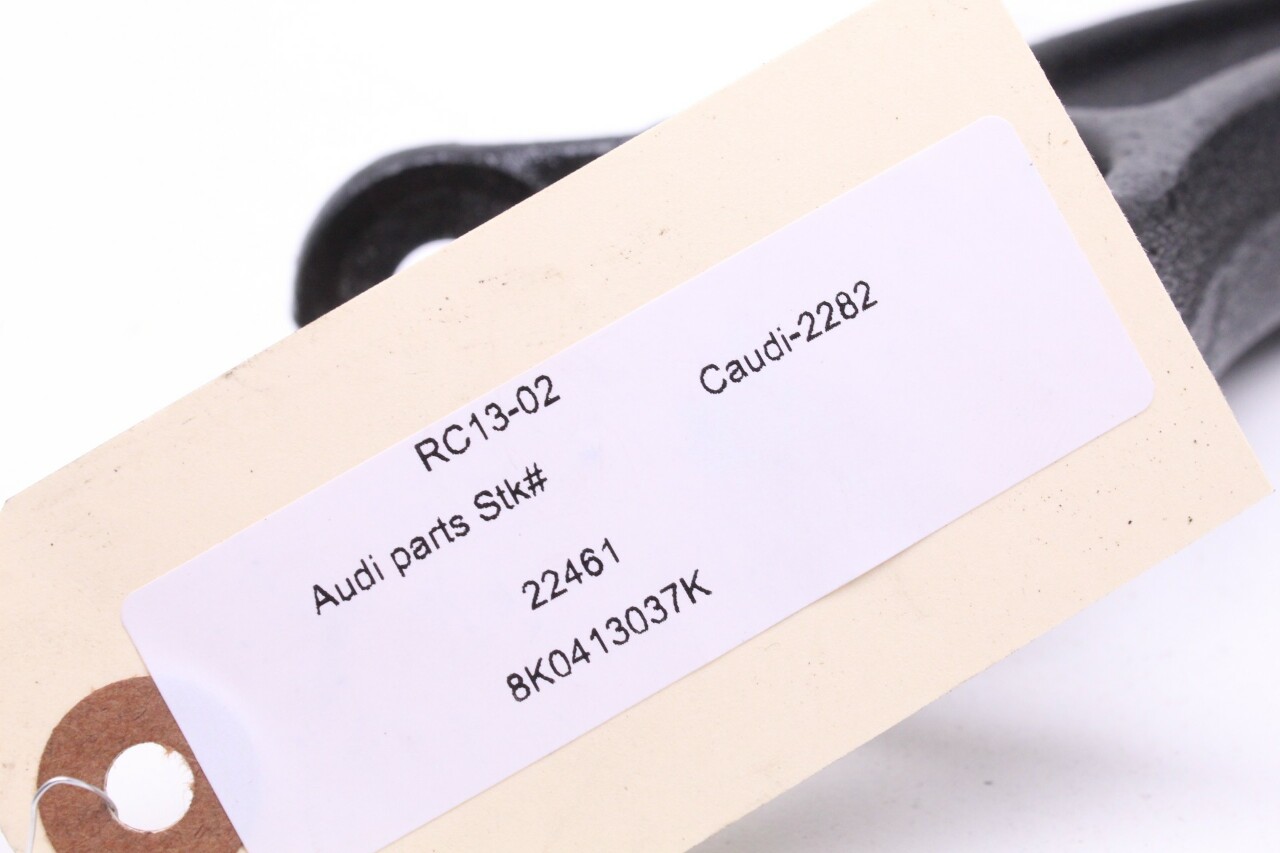 RC13-02 Caudi-2282
Audi parts Stk#
22461
8K0413037K